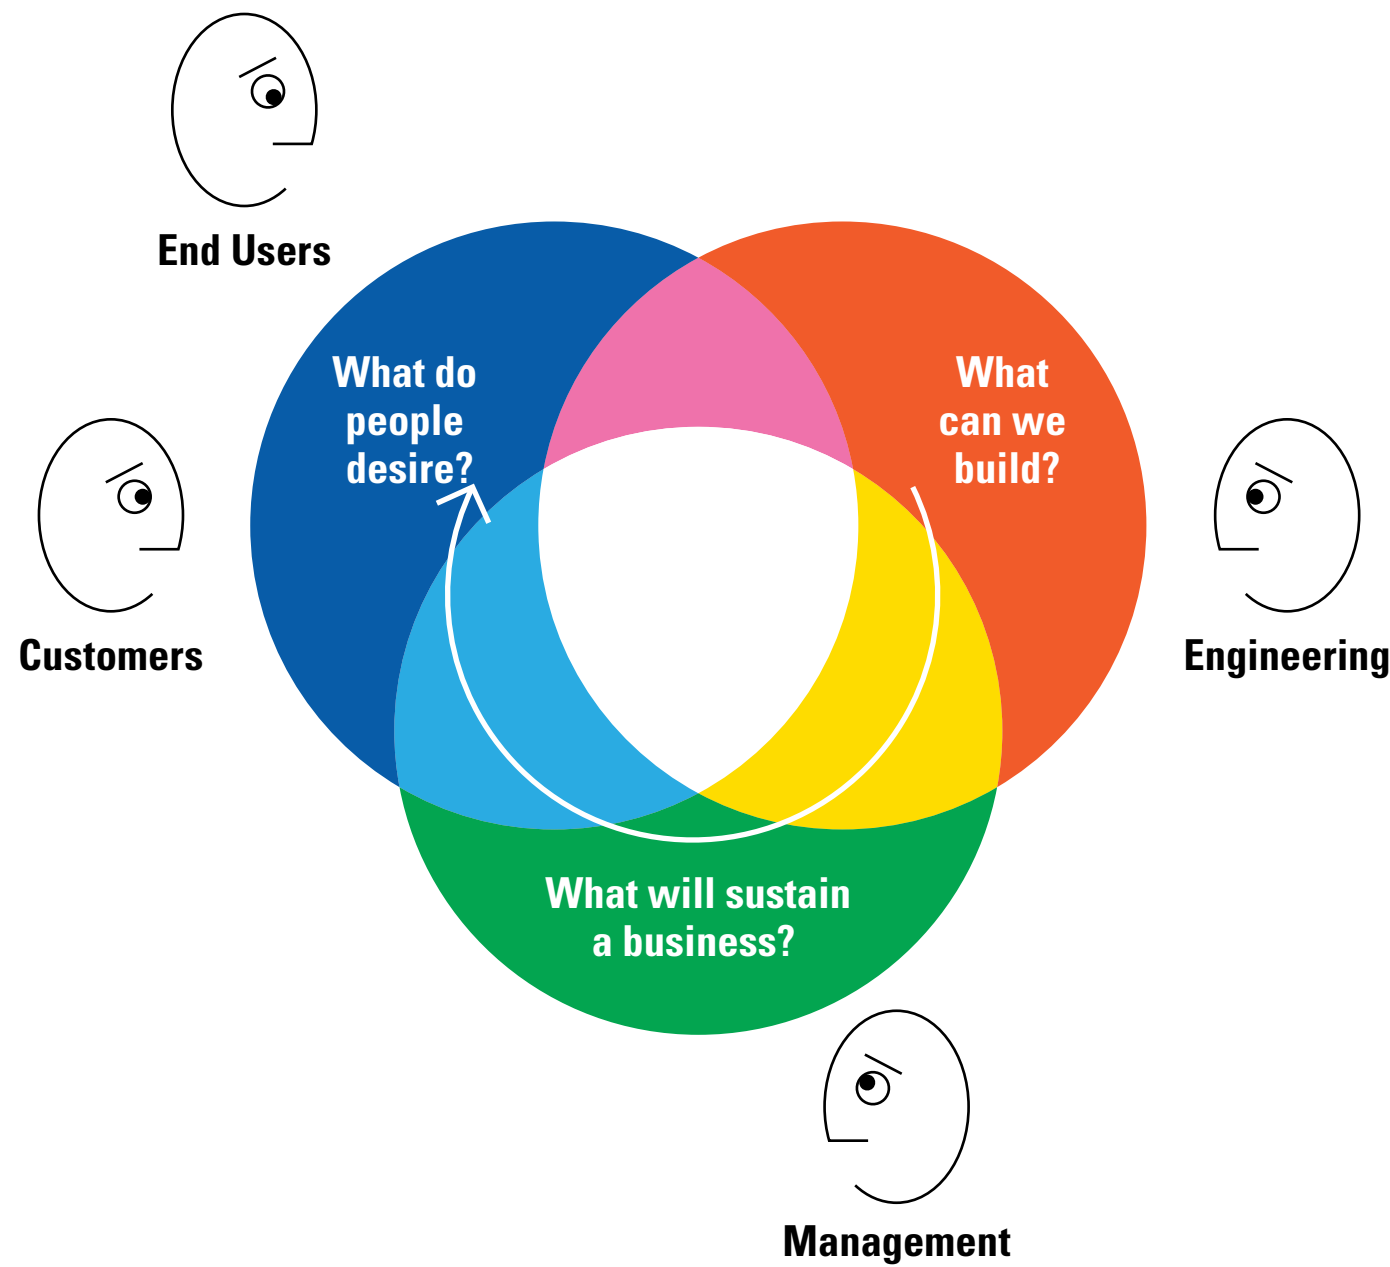 End Users
What do
people
desire?
What
can we
build?
Customers
Engineering
What will sustain
a business?
Management